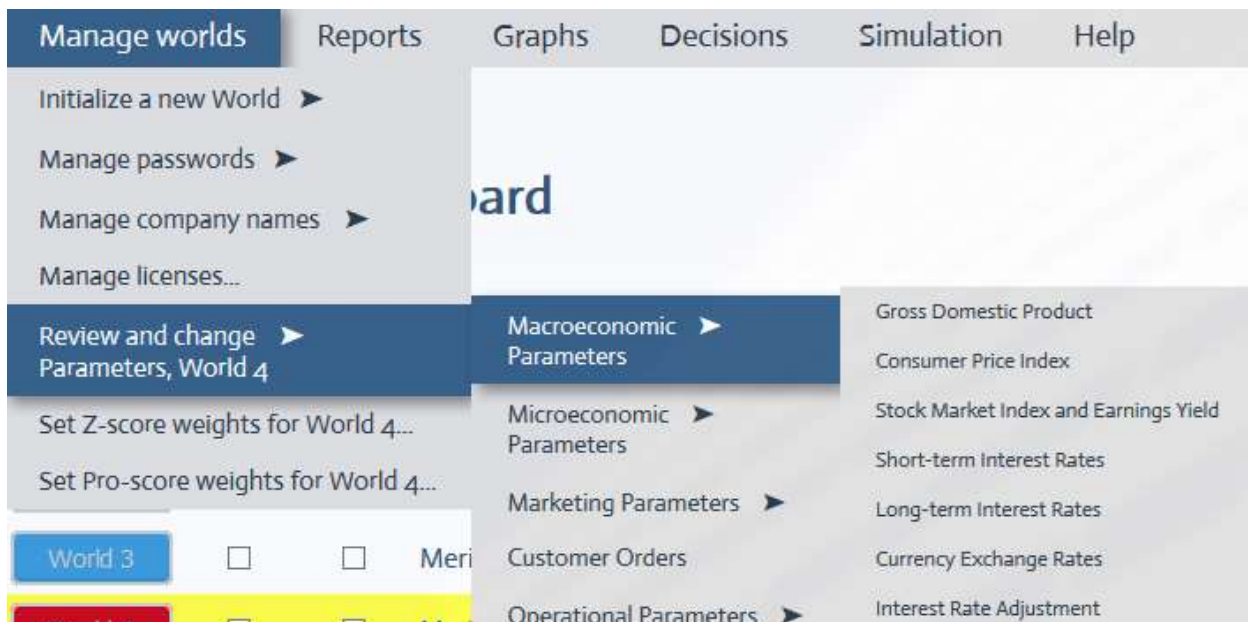 Manage worlds Reports Graphs Decisions Simulation Help
Initialize a new World ➤
Manage passwords ➤
Manage company names ➤
Manage licenses...
Review and change ➤
Parameters, World 4
Set Z-score weights for World 4...
Set Pro-score weights for World 4...
ard
World 3 Meri
Macroeconomic ➤
Parameters
Microeconomic ➤
Parameters
Marketing Parameters ➤
Customer Orders
Operational Parameters ➤
Gross Domestic Product
Consumer Price Index
Stock Market Index and Earnings Yield
Short-term Interest Rates
Long-term Interest Rates
Currency Exchange Rates
Interest Rate Adjustment